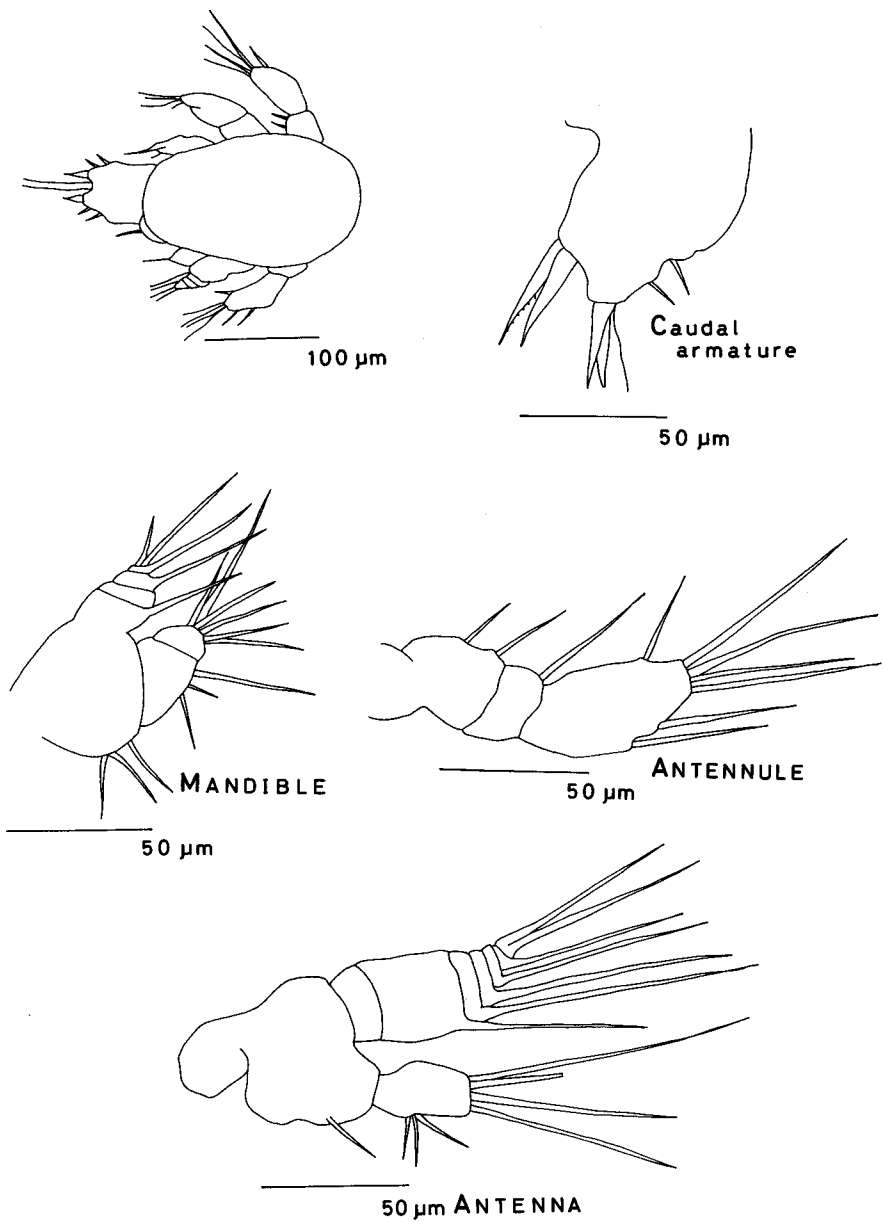 100 µm
Caudal
armature
50 µm
MANDIBLE
50 µm
ANTENNULE
50 µm
50 µm ANTENNA